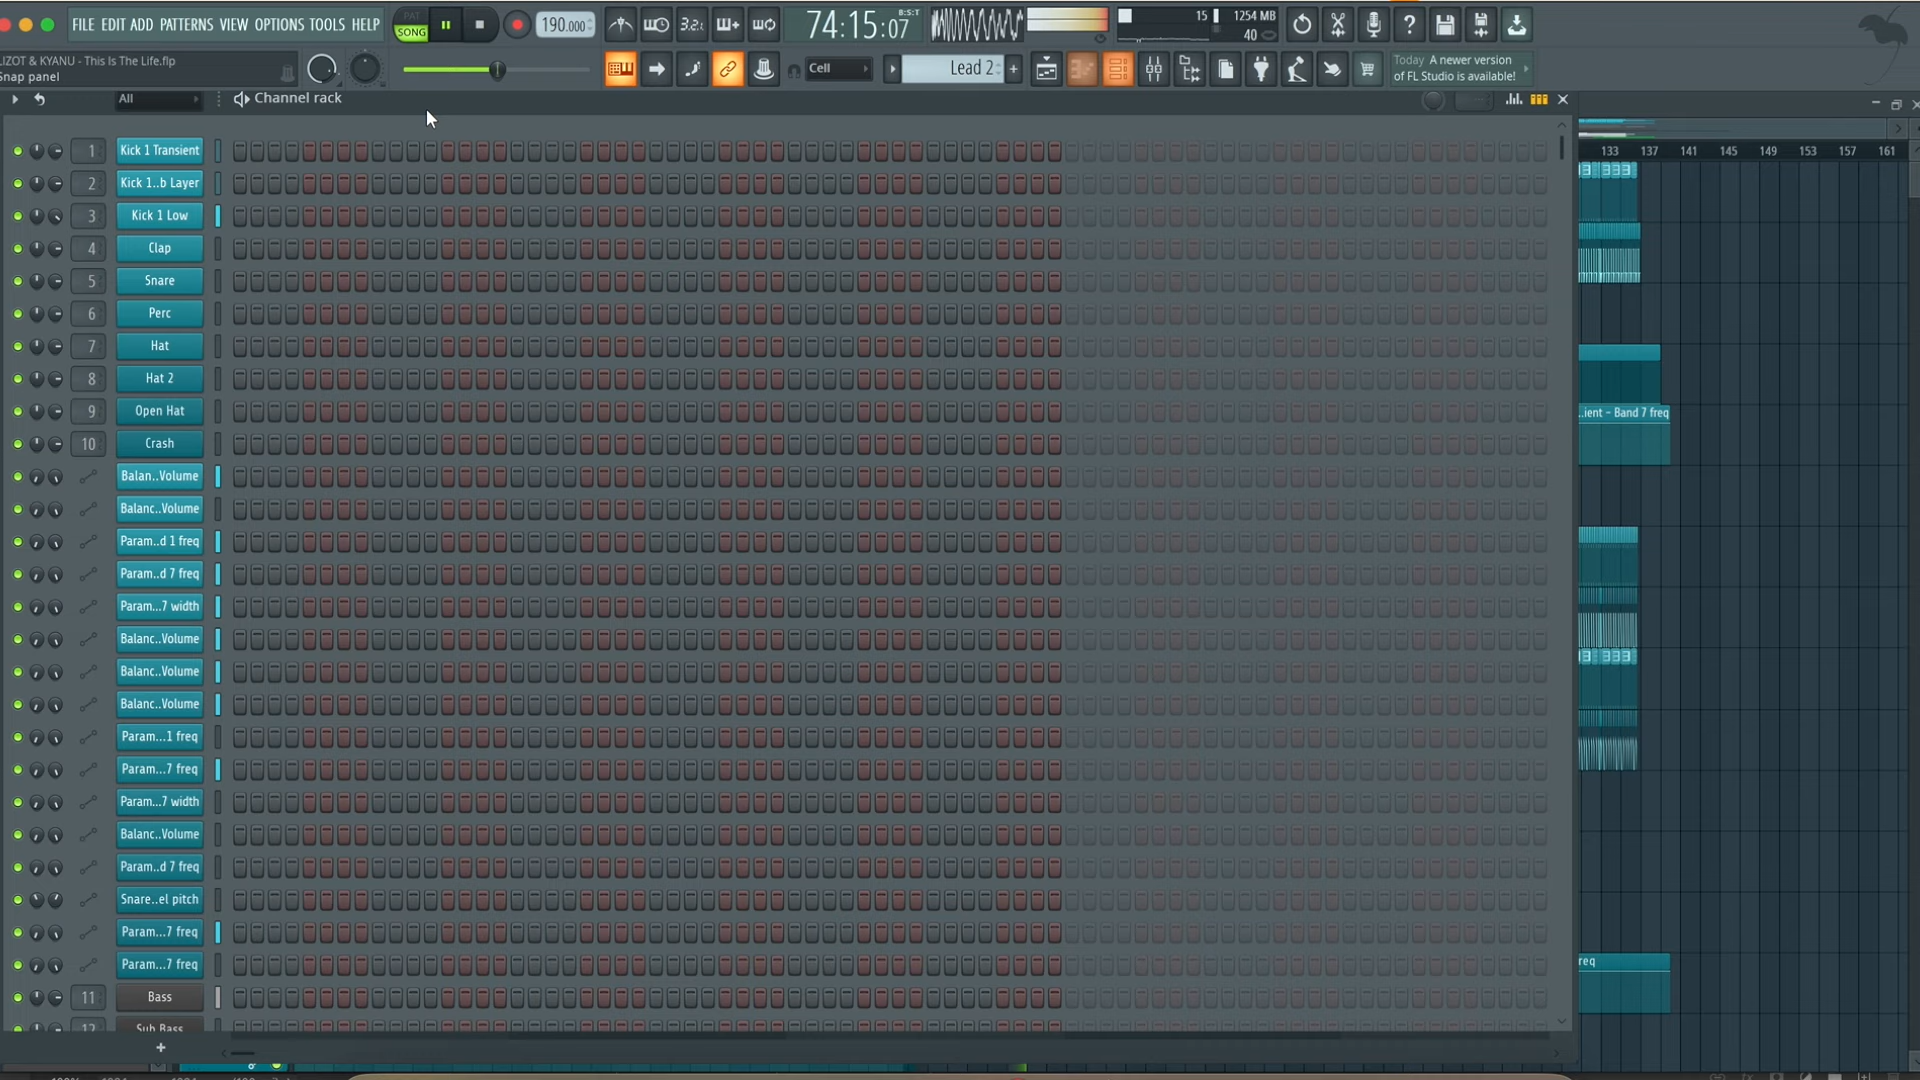 FILE EDIT ADD PATTERNS VIEW OPTIONS TOOLS HELP
PAT
SONG
190.000
3.2.
74:15:07
B:S:T
15
1254 MB
40
LIZOT & KYANU - This Is The Life.flp
Snap panel
Cell
Lead 2
Today A newer version
of FL Studio is available!
All
Channel rack
133 137 141 145 149 153 157 161
1 Kick 1 Transient
2 Kick 1..b Layer
3 Kick 1 Low
4 Clap
5 Snare
6 Perc
7 Hat
8 Hat 2
9 Open Hat
..ient - Band 7 freq
10 Crash
Balan..Volume
Balanc..Volume
Param..d 1 freq
Param..d 7 freq
Param...7 width
Balanc..Volume
Balanc..Volume
Balanc..Volume
Param...1 freq
Param...7 freq
Param...7 width
Balanc..Volume
Param..d 7 freq
Snare..el pitch
Param...7 freq
Param...7 freq
req
11 Bass
12 Sub Bass